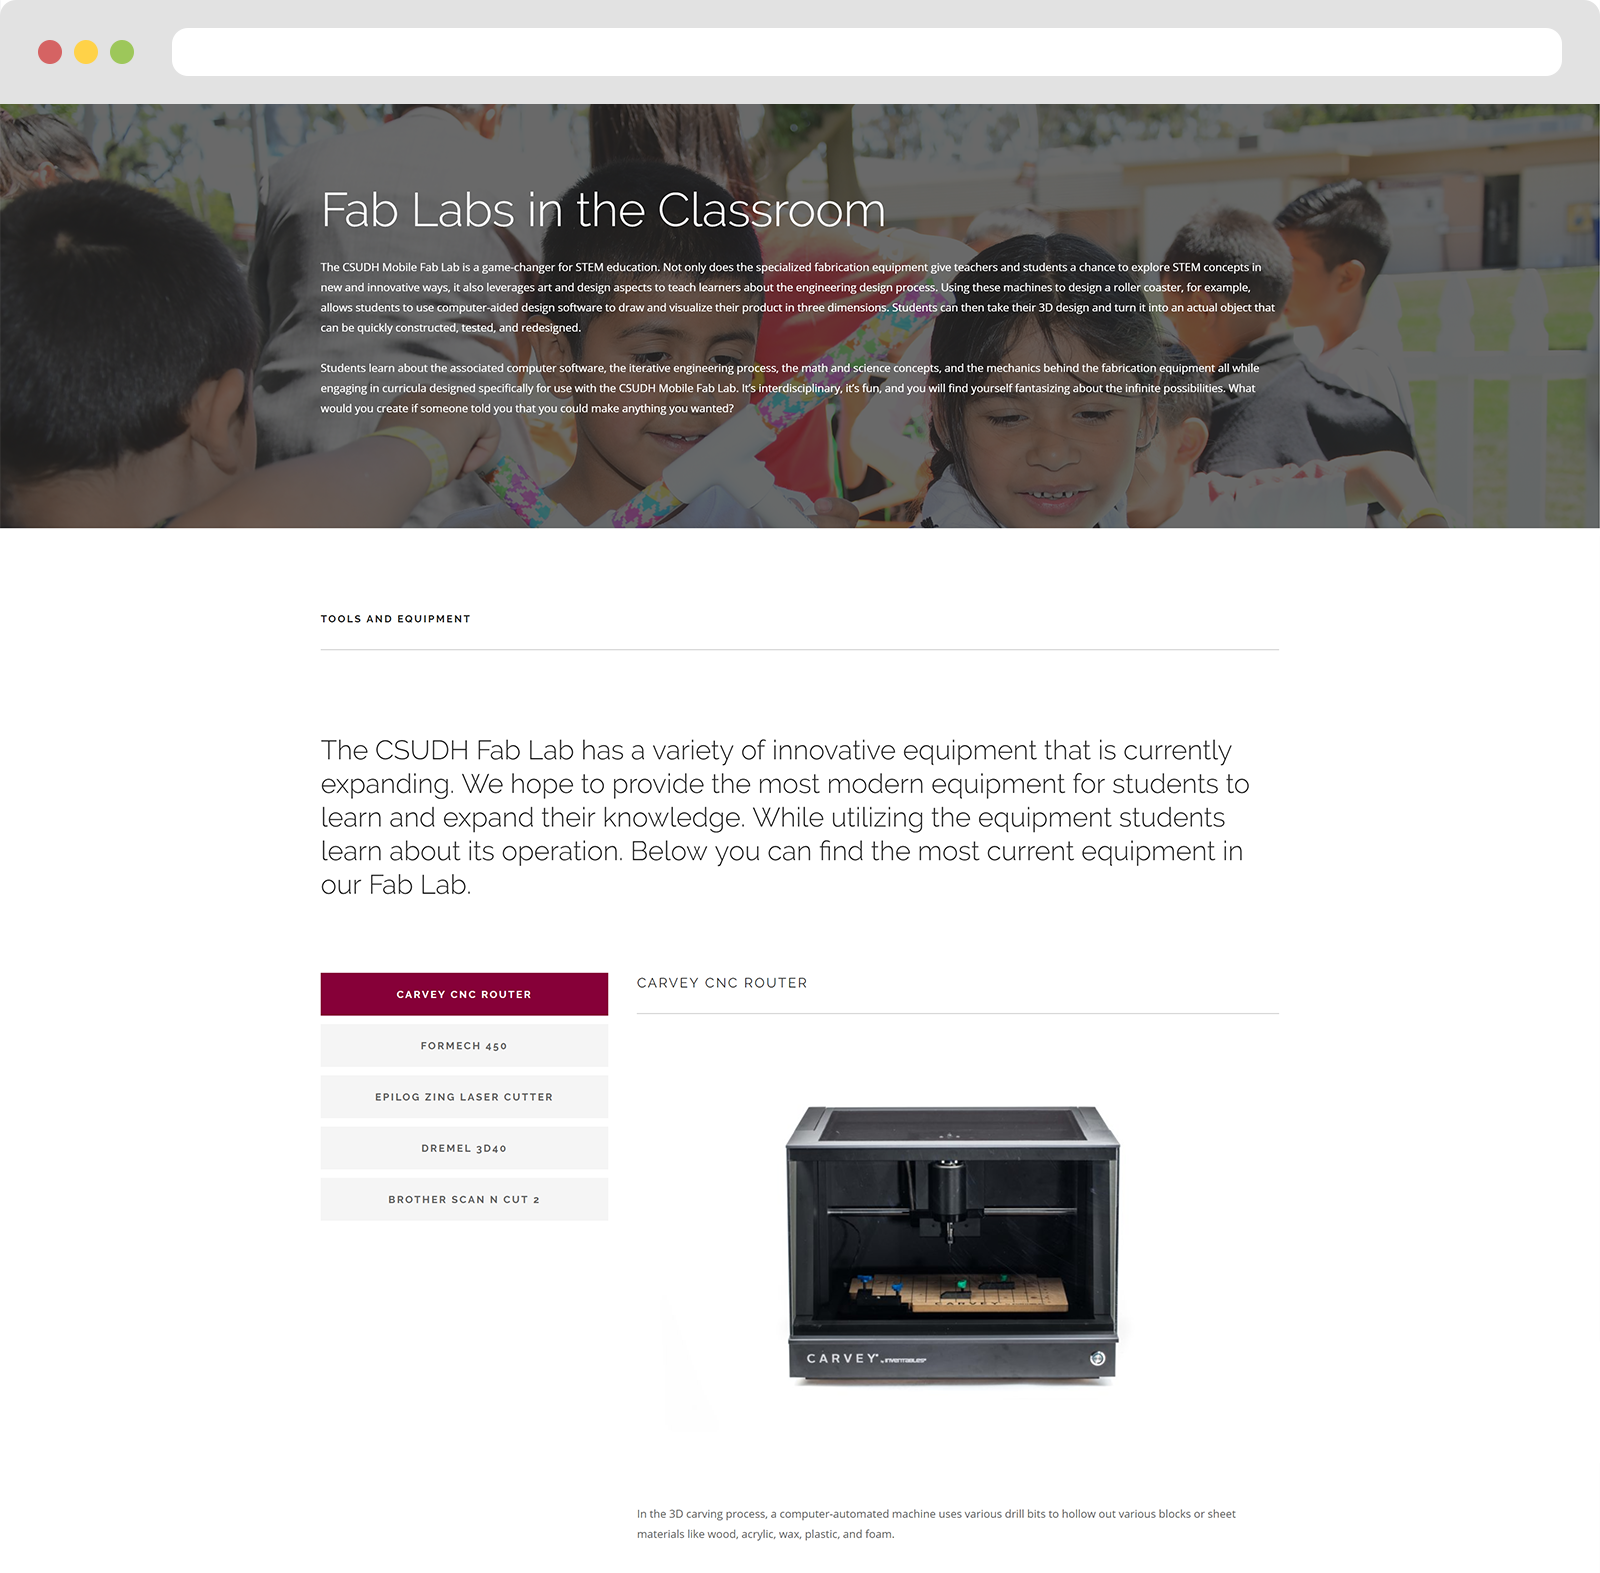 Fab Labs in the Classroom
The CSUDH Mobile Fab Lab is a game-changer for STEM education. Not only does the specialized fabrication equipment give teachers and students a chance to explore STEM concepts in
new and innovative ways, it also leverages art and design aspects to teach learners about the engineering design process. Using these machines to design a roller coaster, for example,
allows students to use computer-aided design software to draw and visualize their product in three dimensions. Students can then take their 3D design and turn it into an actual object that
can be quickly constructed, tested, and redesigned.
Students learn about the associated computer software, the iterative engineering process, the math and science concepts, and the mechanics behind the fabrication equipment all while
engaging in curricula designed specifically for use with the CSUDH Mobile Fab Lab. It's interdisciplinary, it's fun, and you will find yourself fantasizing about the infinite possibilities. What
would you create if someone told you that you could make anything you wanted?
TOOLS AND EQUIPMENT
The CSUDH Fab Lab has a variety of innovative equipment that is currently
expanding. We hope to provide the most modern equipment for students to
learn and expand their knowledge. While utilizing the equipment students
learn about its operation. Below you can find the most current equipment in
our Fab Lab.
CARVEY CNC ROUTER
FORMECH 450
EPILOG ZING LASER CUTTER
DREMEL 3D40
BROTHER SCAN N CUT 2
CARVEY CNC ROUTER
CARVEY
CARVEY by INVENTABLES
In the 3D carving process, a computer-automated machine uses various drill bits to hollow out various blocks or sheet
materials like wood, acrylic, wax, plastic, and foam.